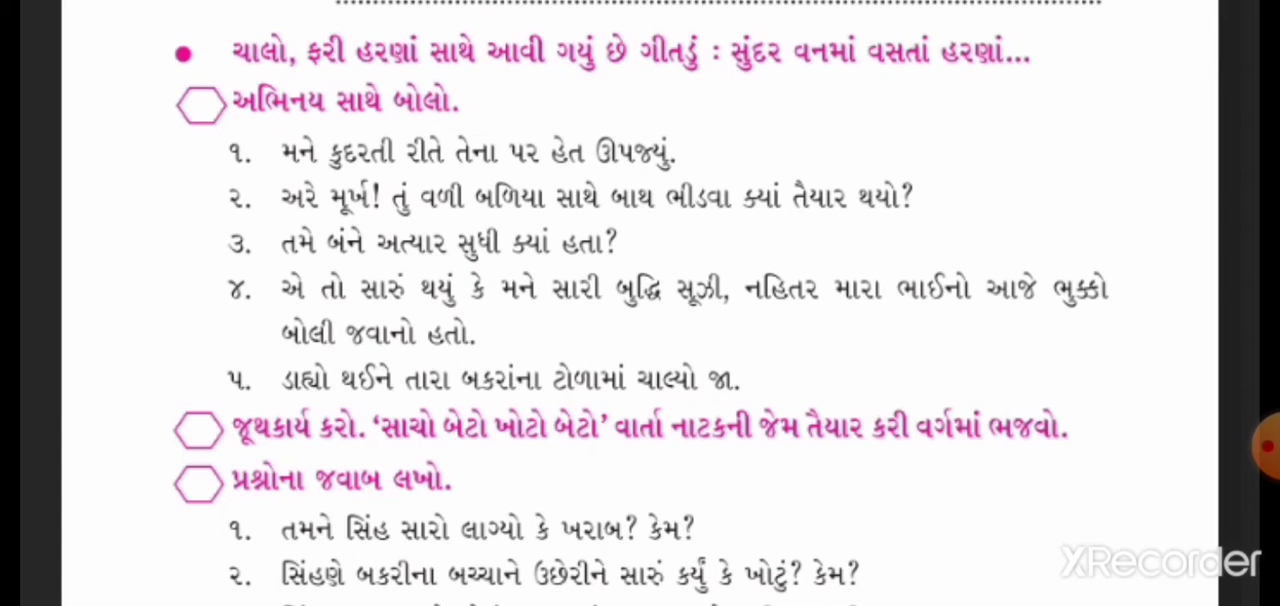 ચાલો, ફરી હરણાં સાથે આવી ગયું છે ગીતડું : સુંદર વનમાં વસતાં હરણાં...
અભિનય સાથે બોલો.
૧. મને કુદરતી રીતે તેના પર હેત ઊપજ્યું.
૨. અરે મૂર્ખ! તું વળી બળિયા સાથે બાથ ભીડવા ક્યાં તૈયાર થયો?
૩. તમે બંને અત્યાર સુધી ક્યાં હતા?
૪. એ તો સારું થયું કે મને સારી બુદ્ધિ સૂઝી, નહિતર મારા ભાઈનો આજે ભુક્કો
બોલી જવાનો હતો.
૫. ડાહ્યો થઈને તારા બકરાંના ટોળામાં ચાલ્યો જા.
જૂથકાર્ય કરો. ‘સાચો બેટો ખોટો બેટો’ વાર્તા નાટકની જેમ તૈયાર કરી વર્ગમાં ભજવો.
પ્રશ્નોના જવાબ લખો.
૧. તમને સિંહ સારો લાગ્યો કે ખરાબ? કેમ?
૨. સિંહણે બકરીના બચ્ચાને ઉછેરીને સારું કર્યું કે ખોટું? કેમ?
XRecorder